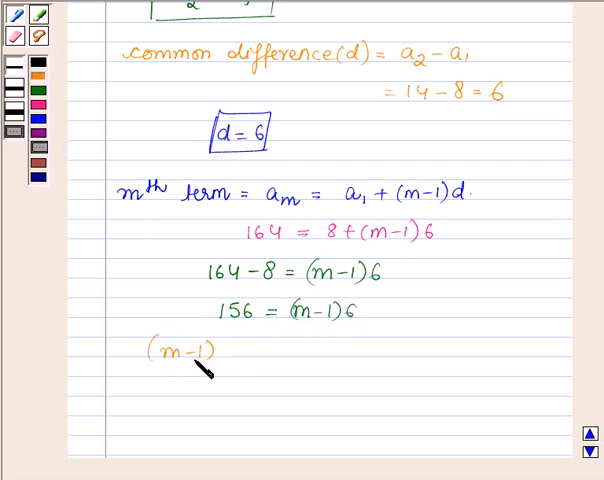 2
common difference(d) = a₂ - a₁
= 14 - 8 = 6
d = 6
mth term = aₘ = a₁ + (m-1)d.
164 = 8 + (m-1)6
164 - 8 = (m-1)6
156 = (m-1)6
(m-1)